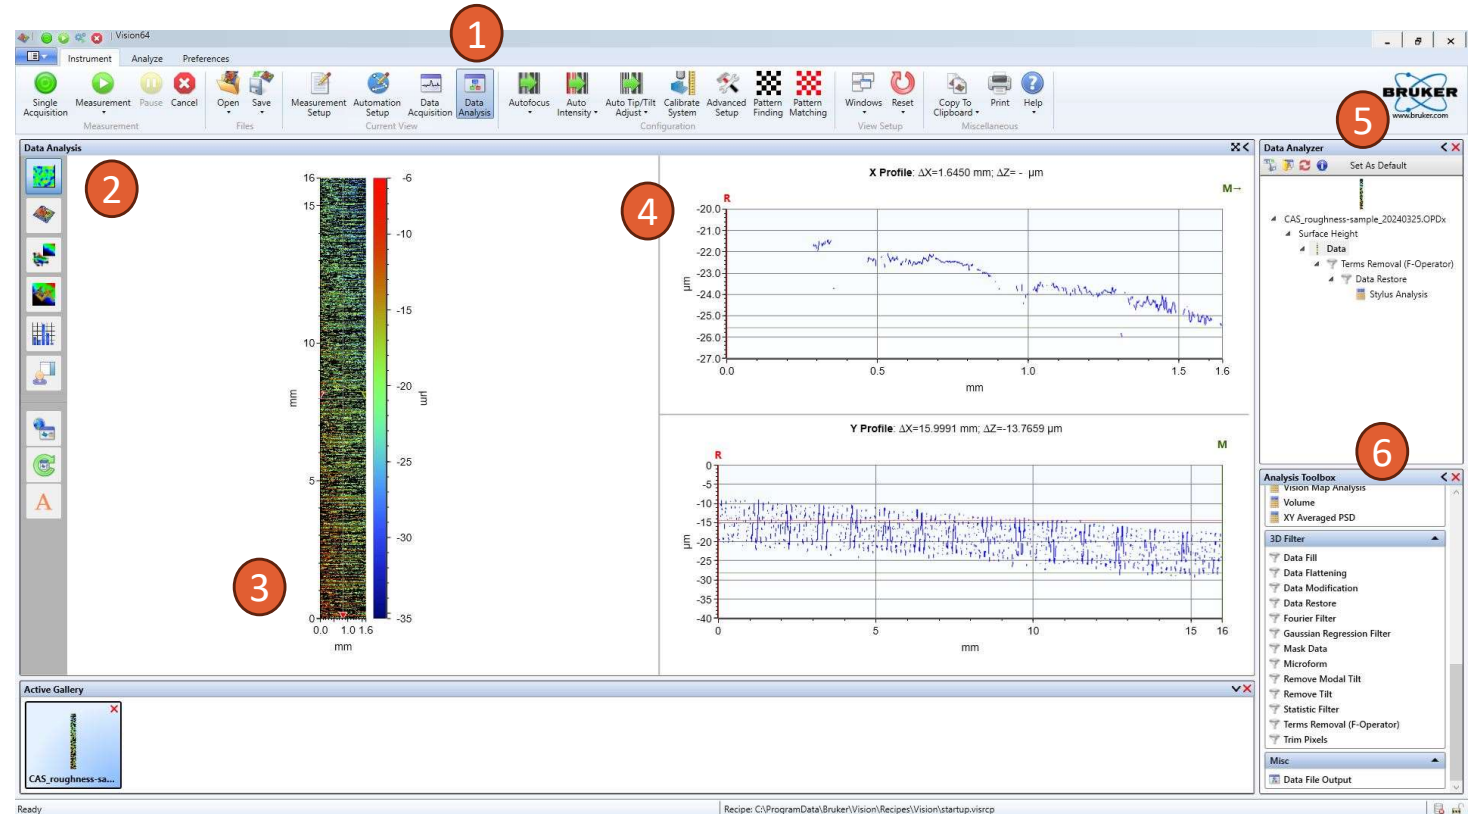 1
Vision64
Instrument Analyze Preferences
Single Acquisition Measurement Pause Cancel Open Save Measurement Setup Automation Setup Data Acquisition Data Analysis Autofocus Auto Intensity Auto Tip/Tilt Adjust Calibrate System Advanced Setup Pattern Finding Pattern Matching Windows Reset Copy To Clipboard Print Help
Measurement Files Current View Configuration View Setup Miscellaneous
BRUKER
www.bruker.com
5
Data Analysis
2
16
15
10
5
0
0.0 1.0 1.6
mm
mm
-6
-10
-15
-20
-25
-30
-35
µm
3
4
X Profile: ΔX=1.6450 mm; ΔZ= - µm
R
M→
-20.0
-21.0
-22.0
-23.0
-24.0
-25.0
-26.0
-27.0
µm
0.0 0.5 1.0 1.5 1.6
mm
Y Profile: ΔX=15.9991 mm; ΔZ=-13.7659 µm
R
M
0
-5
-10
-15
-20
-25
-30
-35
-40
µm
0 5 10 15 16
mm
Data Analyzer
Set As Default
CAS_roughness-sample_20240325.OPDx
Surface Height
Data
Terms Removal (F-Operator)
Data Restore
Stylus Analysis
6
Analysis Toolbox
Vision Map Analysis
Volume
XY Averaged PSD
3D Filter
Data Fill
Data Flattening
Data Modification
Data Restore
Fourier Filter
Gaussian Regression Filter
Mask Data
Microform
Remove Modal Tilt
Remove Tilt
Statistic Filter
Terms Removal (F-Operator)
Trim Pixels
Misc
Data File Output
Active Gallery
CAS_roughness-sa...
Ready
Recipe: C:\ProgramData\Bruker\Vision\Recipes\Vision\startup.visrcp